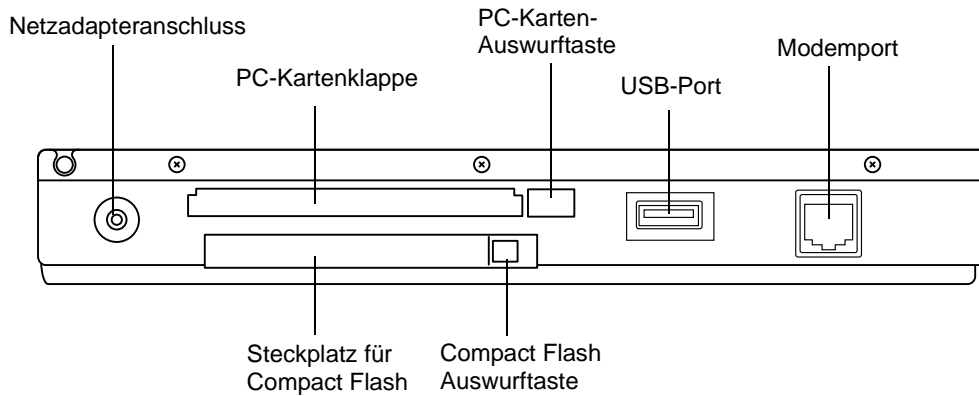 Netzadapteranschluss
PC-Kartenklappe
PC-Karten-
Auswurftaste
USB-Port
Modemport
Steckplatz für
Compact Flash
Compact Flash
Auswurftaste